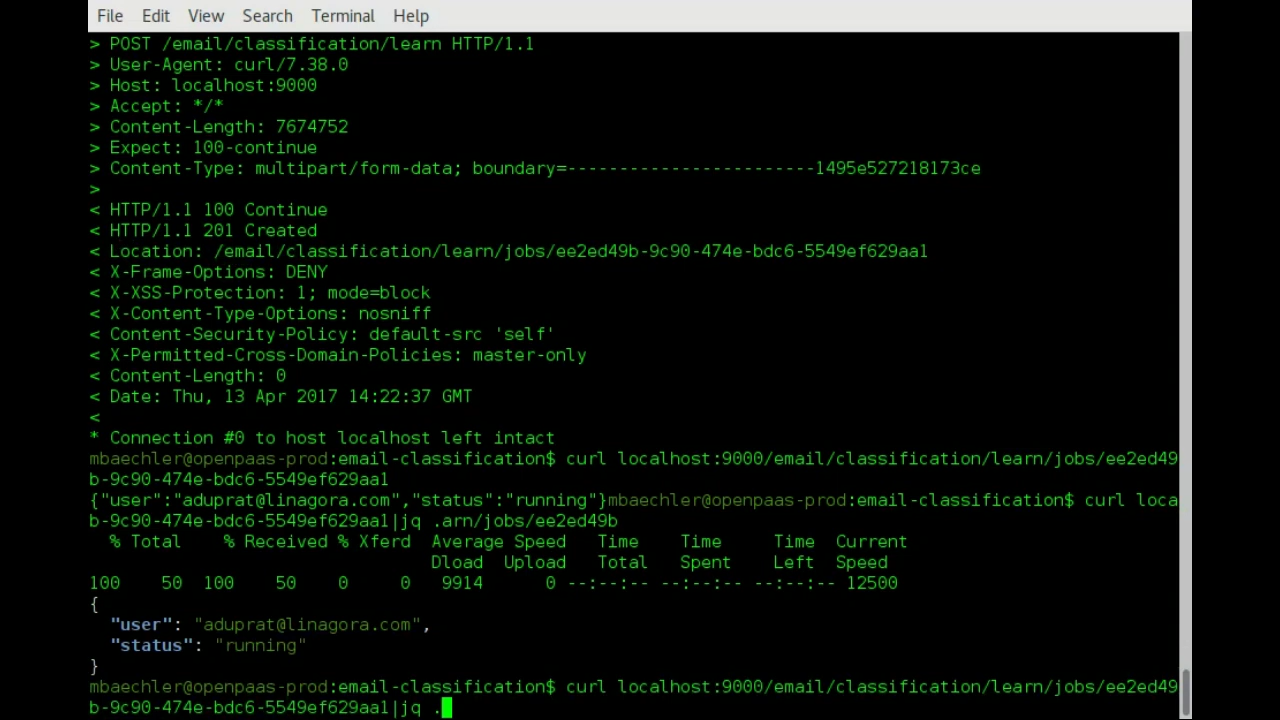 File Edit View Search Terminal Help
> POST /email/classification/learn HTTP/1.1
> User-Agent: curl/7.38.0
> Host: localhost:9000
> Accept: */*
> Content-Length: 7674752
> Expect: 100-continue
> Content-Type: multipart/form-data; boundary=------------------------1495e527218173ce
>
< HTTP/1.1 100 Continue
< HTTP/1.1 201 Created
< Location: /email/classification/learn/jobs/ee2ed49b-9c90-474e-bdc6-5549ef629aa1
< X-Frame-Options: DENY
< X-XSS-Protection: 1; mode=block
< X-Content-Type-Options: nosniff
< Content-Security-Policy: default-src 'self'
< X-Permitted-Cross-Domain-Policies: master-only
< Content-Length: 0
< Date: Thu, 13 Apr 2017 14:22:37 GMT
<
* Connection #0 to host localhost left intact
mbaechler@openpaas-prod:email-classification$ curl localhost:9000/email/classification/learn/jobs/ee2ed49
b-9c90-474e-bdc6-5549ef629aa1
{"user":"aduprat@linagora.com","status":"running"}mbaechler@openpaas-prod:email-classification$ curl loca
b-9c90-474e-bdc6-5549ef629aa1|jq .arn/jobs/ee2ed49b
% Total % Received % Xferd Average Speed Time Time Time Current
Dload Upload Total Spent Left Speed
100 50 100 50 0 0 9914 0 --:--:-- --:--:-- --:--:-- 12500
{
"user": "aduprat@linagora.com",
"status": "running"
}
mbaechler@openpaas-prod:email-classification$ curl localhost:9000/email/classification/learn/jobs/ee2ed49
b-9c90-474e-bdc6-5549ef629aa1|jq .